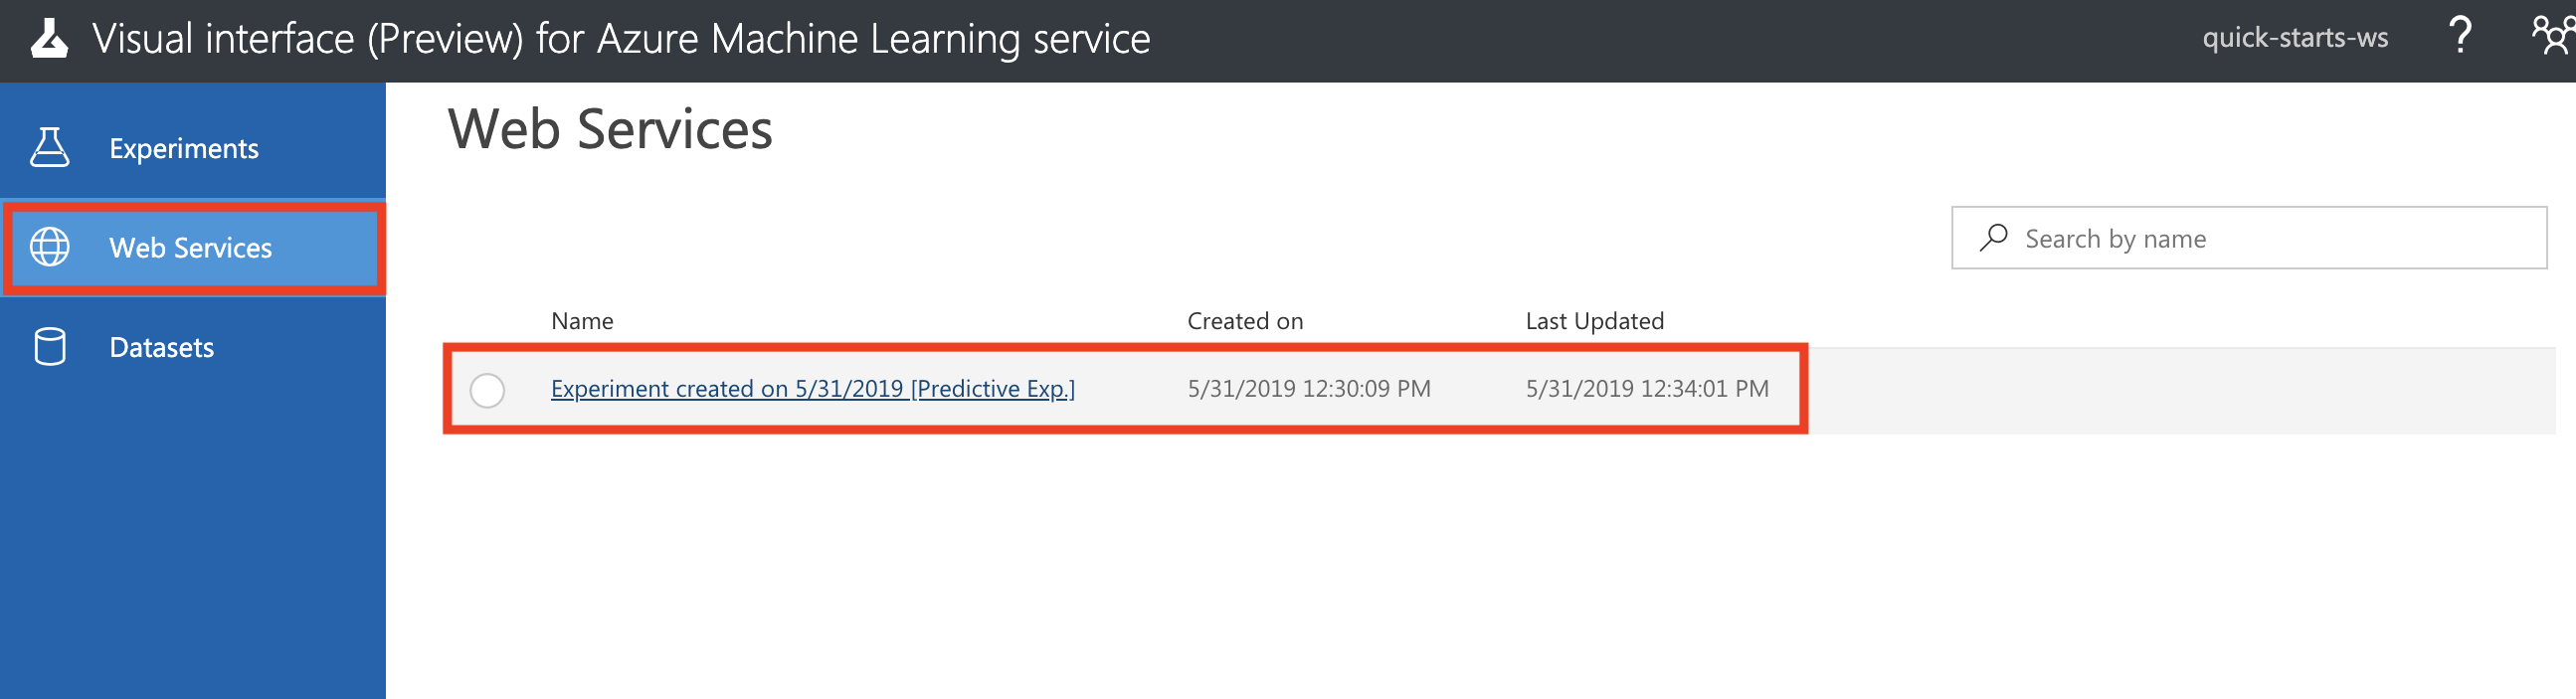 Visual interface (Preview) for Azure Machine Learning service
quick-starts-ws
?
Experiments
Web Services
Datasets
Web Services
Search by name
Name Created on Last Updated
Experiment created on 5/31/2019 [Predictive Exp.] 5/31/2019 12:30:09 PM 5/31/2019 12:34:01 PM